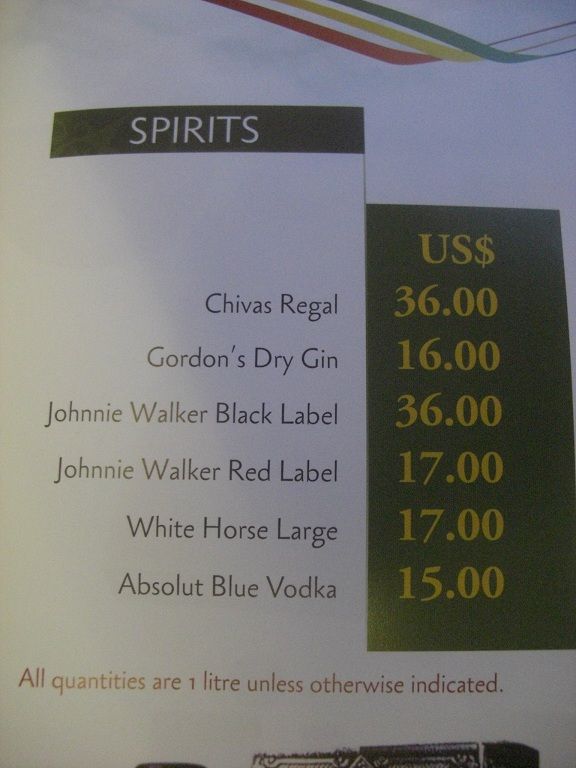 SPIRITS
US$
Chivas Regal 36.00
Gordon's Dry Gin 16.00
Johnnie Walker Black Label 36.00
Johnnie Walker Red Label 17.00
White Horse Large 17.00
Absolut Blue Vodka 15.00
All quantities are 1 litre unless otherwise indicated.